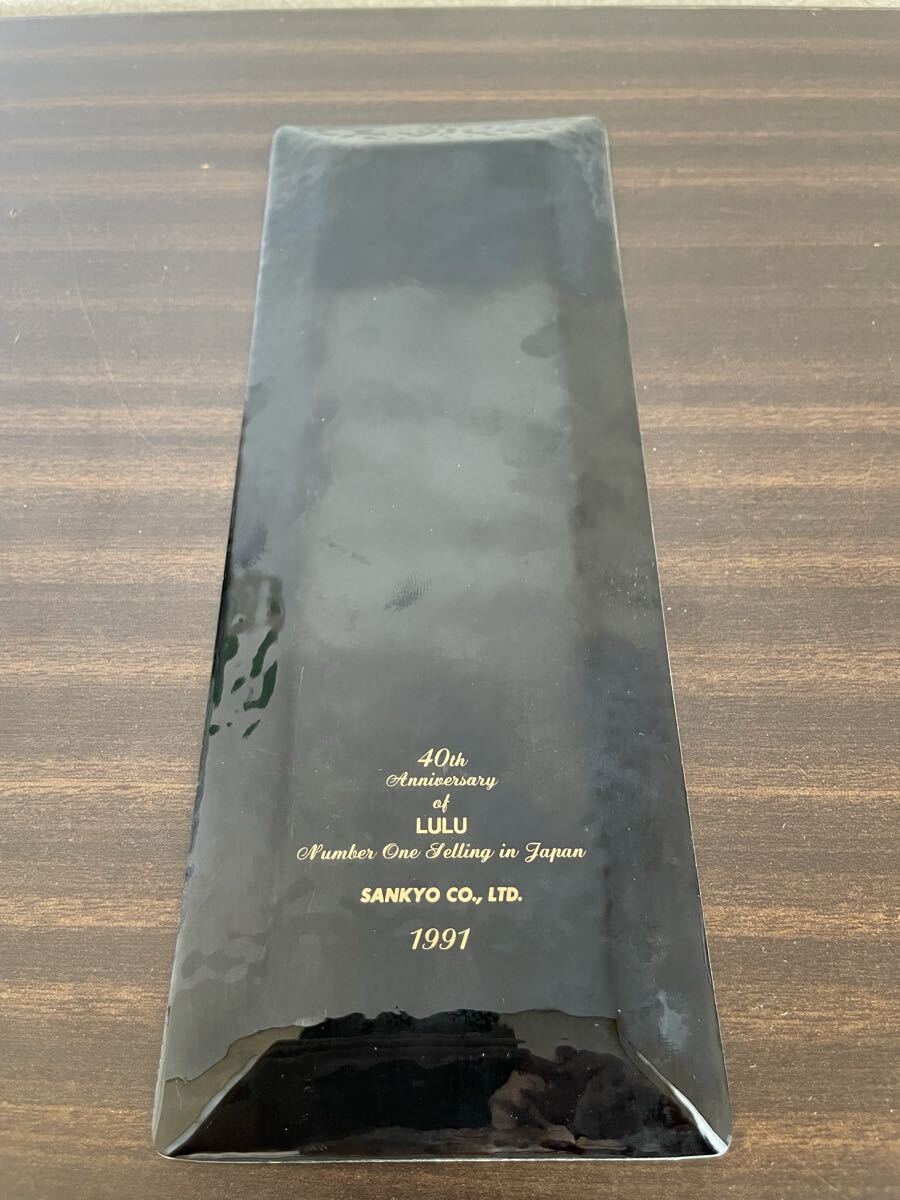 40th
Anniversary
of
LULU
Number One Selling in Japan
SANKYO CO., LTD.
1991